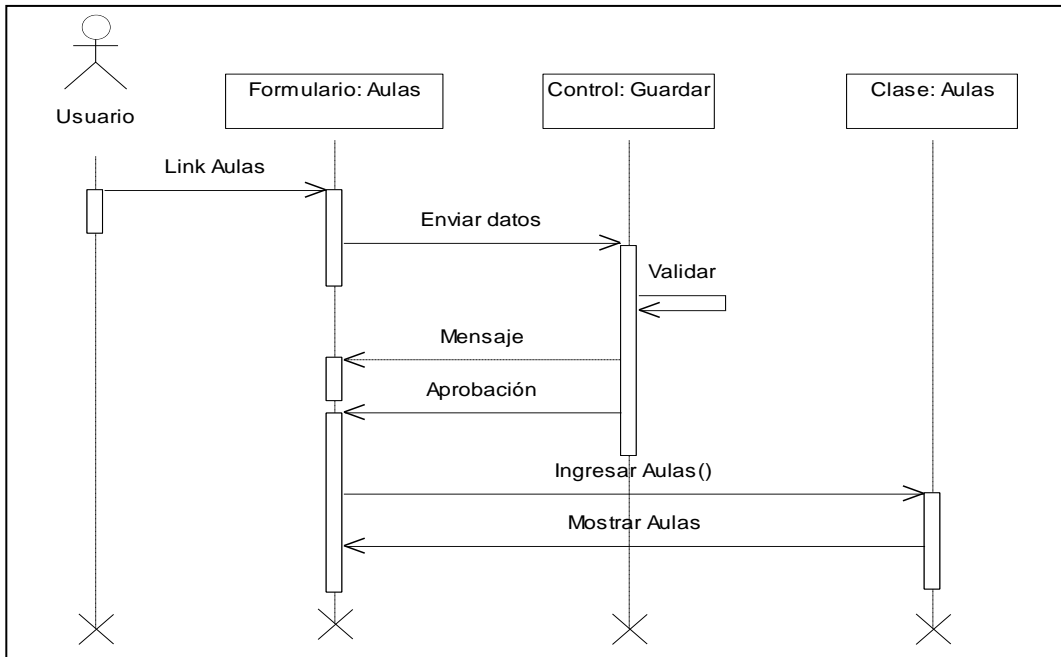 Formulario: Aulas
Control: Guardar
Clase: Aulas
Usuario
Link Aulas
Enviar datos
Validar
Mensaje
Aprobación
Ingresar Aulas()
Mostrar Aulas